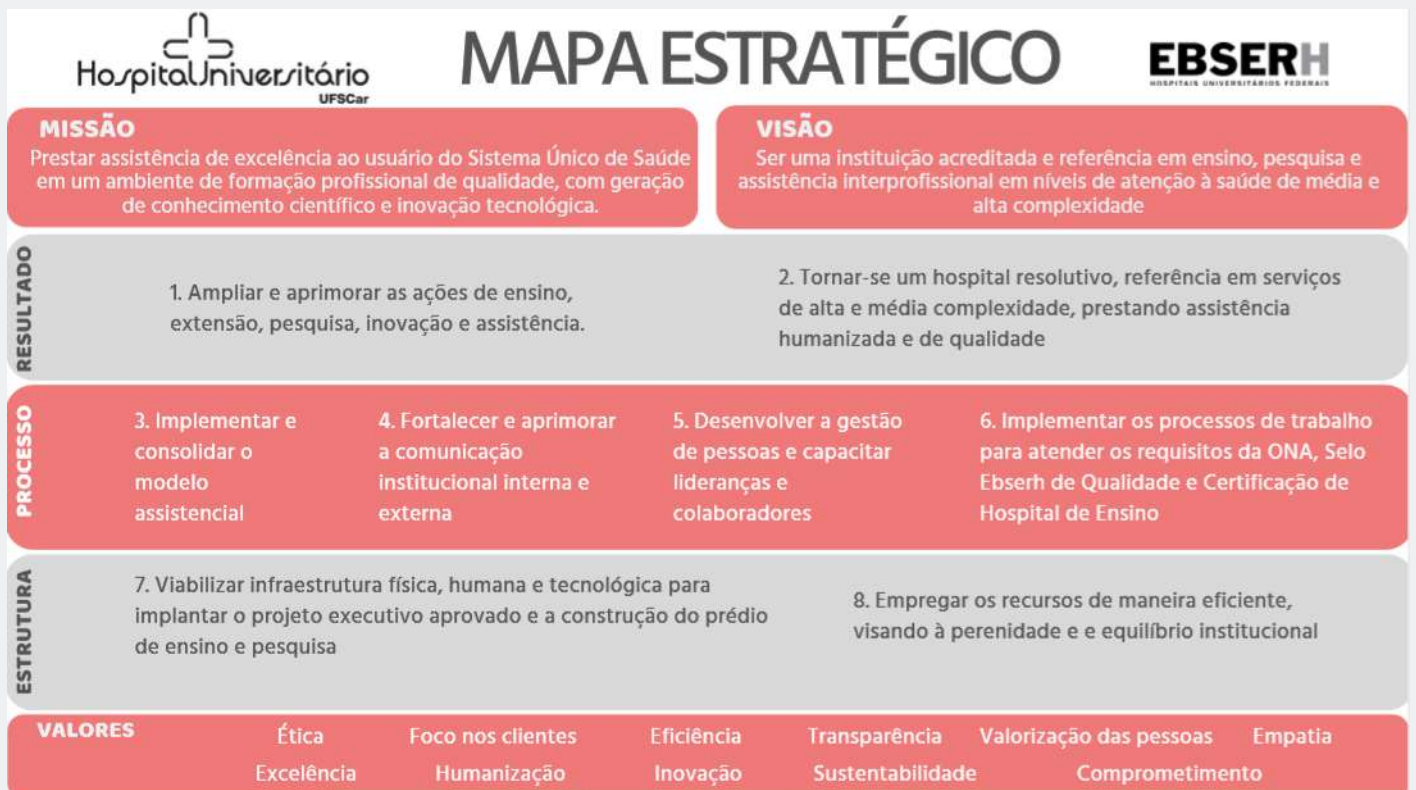 HospitalUniversitário
UFSCar
MAPA ESTRATÉGICO
EBSERH
HOSPITAIS UNIVERSITÁRIOS FEDERAIS
MISSÃO
Prestar assistência de excelência ao usuário do Sistema Único de Saúde
em um ambiente de formação profissional de qualidade, com geração
de conhecimento científico e inovação tecnológica.
VISÃO
Ser uma instituição acreditada e referência em ensino, pesquisa e
assistência interprofissional em níveis de atenção à saúde de média e
alta complexidade
RESULTADO
1. Ampliar e aprimorar as ações de ensino,
extensão, pesquisa, inovação e assistência.
2. Tornar-se um hospital resolutivo, referência em serviços
de alta e média complexidade, prestando assistência
humanizada e de qualidade
PROCESSO
3. Implementar e
consolidar o
modelo
assistencial
4. Fortalecer e aprimorar
a comunicação
institucional interna e
externa
5. Desenvolver a gestão
de pessoas e capacitar
lideranças e
colaboradores
6. Implementar os processos de trabalho
para atender os requisitos da ONA, Selo
Ebserh de Qualidade e Certificação de
Hospital de Ensino
ESTRUTURA
7. Viabilizar infraestrutura física, humana e tecnológica para
implantar o projeto executivo aprovado e a construção do prédio
de ensino e pesquisa
8. Empregar os recursos de maneira eficiente,
visando à perenidade e e equilíbrio institucional
VALORES
Ética Foco nos clientes Eficiência Transparência Valorização das pessoas Empatia
Excelência Humanização Inovação Sustentabilidade Comprometimento